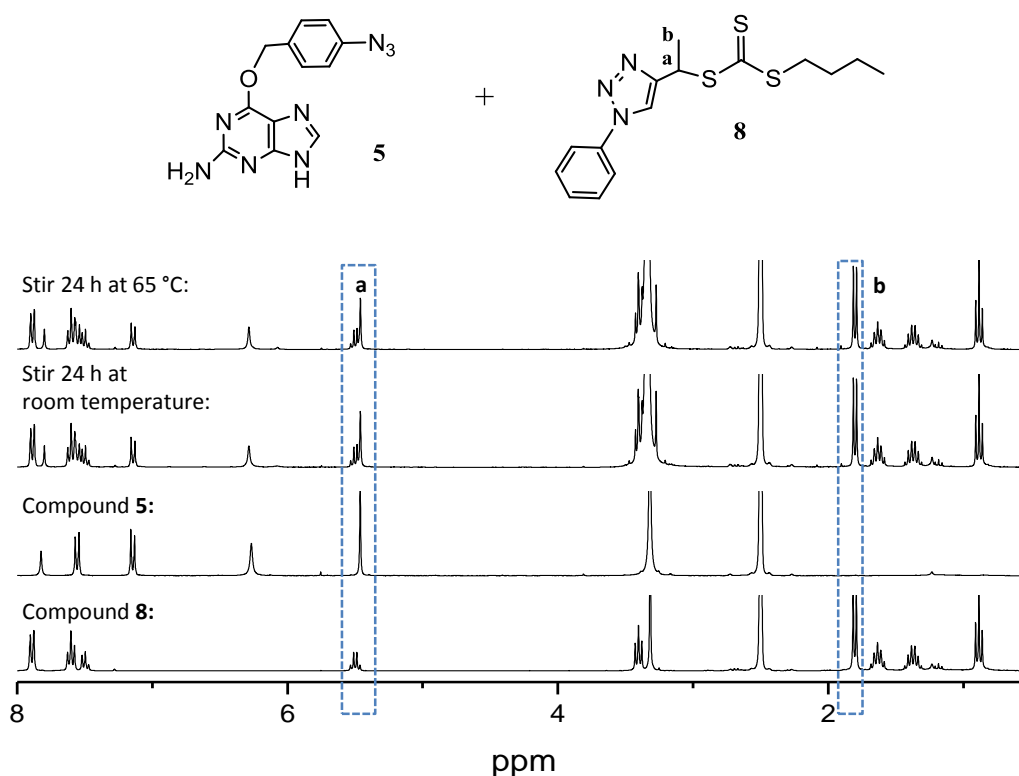 N₃
O
N
N
N
N
H
H₂N
5
+
b
a
N
N
N
S
S
S
8
Stir 24 h at 65 °C:
a
b
Stir 24 h at
room temperature:
Compound 5:
Compound 8:
8
6
4
2
ppm